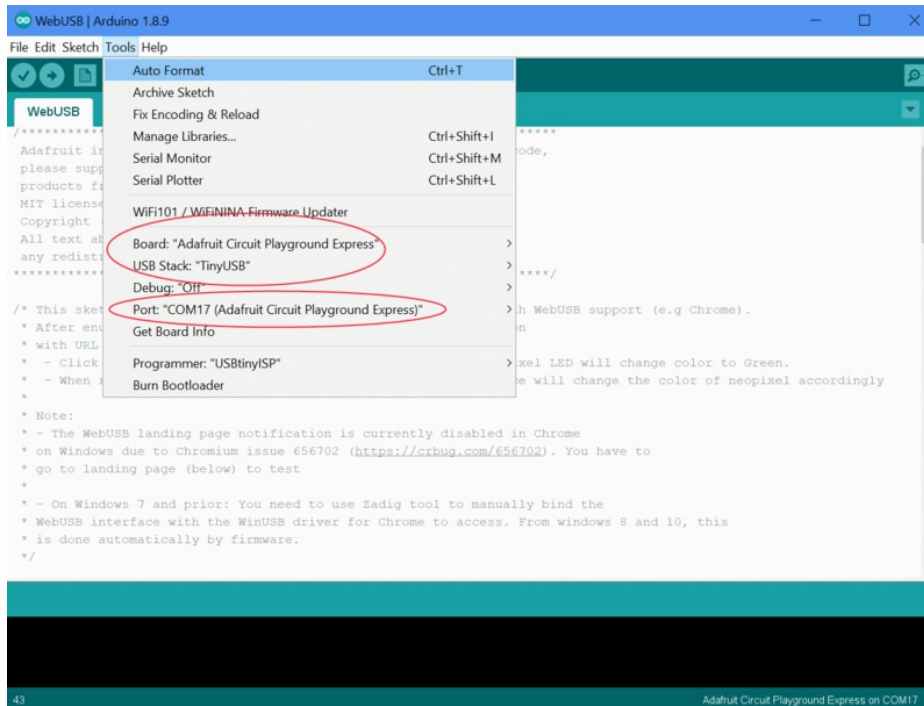 WebUSB | Arduino 1.8.9
File Edit Sketch Tools Help
Auto Format Ctrl+T
Archive Sketch
Fix Encoding & Reload
Manage Libraries... Ctrl+Shift+I
Serial Monitor Ctrl+Shift+M
Serial Plotter Ctrl+Shift+L
WiFi101 / WiFiNINA Firmware Updater
Board: "Adafruit Circuit Playground Express"
USB Stack: "TinyUSB"
Debug: "Off"
Port: "COM17 (Adafruit Circuit Playground Express)"
Get Board Info
Programmer: "USBtinyISP"
Burn Bootloader
WebUSB
/***********
*****
Adafruit
ode,
please supp
products
MIT license
Copyright
All text
any redist
************
****/
/* This sket
h WebUSB support (e.g Chrome).
* After
* with URL
* - Click
xel LED will change color to Green.
* - When
will change the color of neopixel accordingly
*
* Note:
* - The WebUSB landing page notification is currently disabled in Chrome
* on Windows due to Chromium issue 656702 (https://crbug.com/656702). You have to
* go to landing page (below) to test
*
* - On Windows 7 and prior: You need to use Zadig tool to manually bind the
* WebUSB interface with the WinUSB driver for Chrome to access. From windows 8 and 10, this
* is done automatically by firmware.
*/
43 Adafruit Circuit Playground Express on COM17